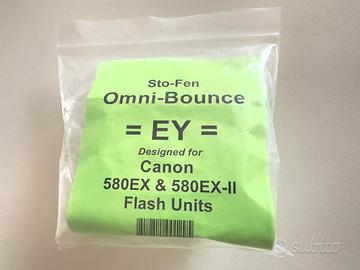 Sto-Fen
Omni-Bounce
= EY =
Designed for
Canon
580EX & 580EX-II
Flash Units
subito